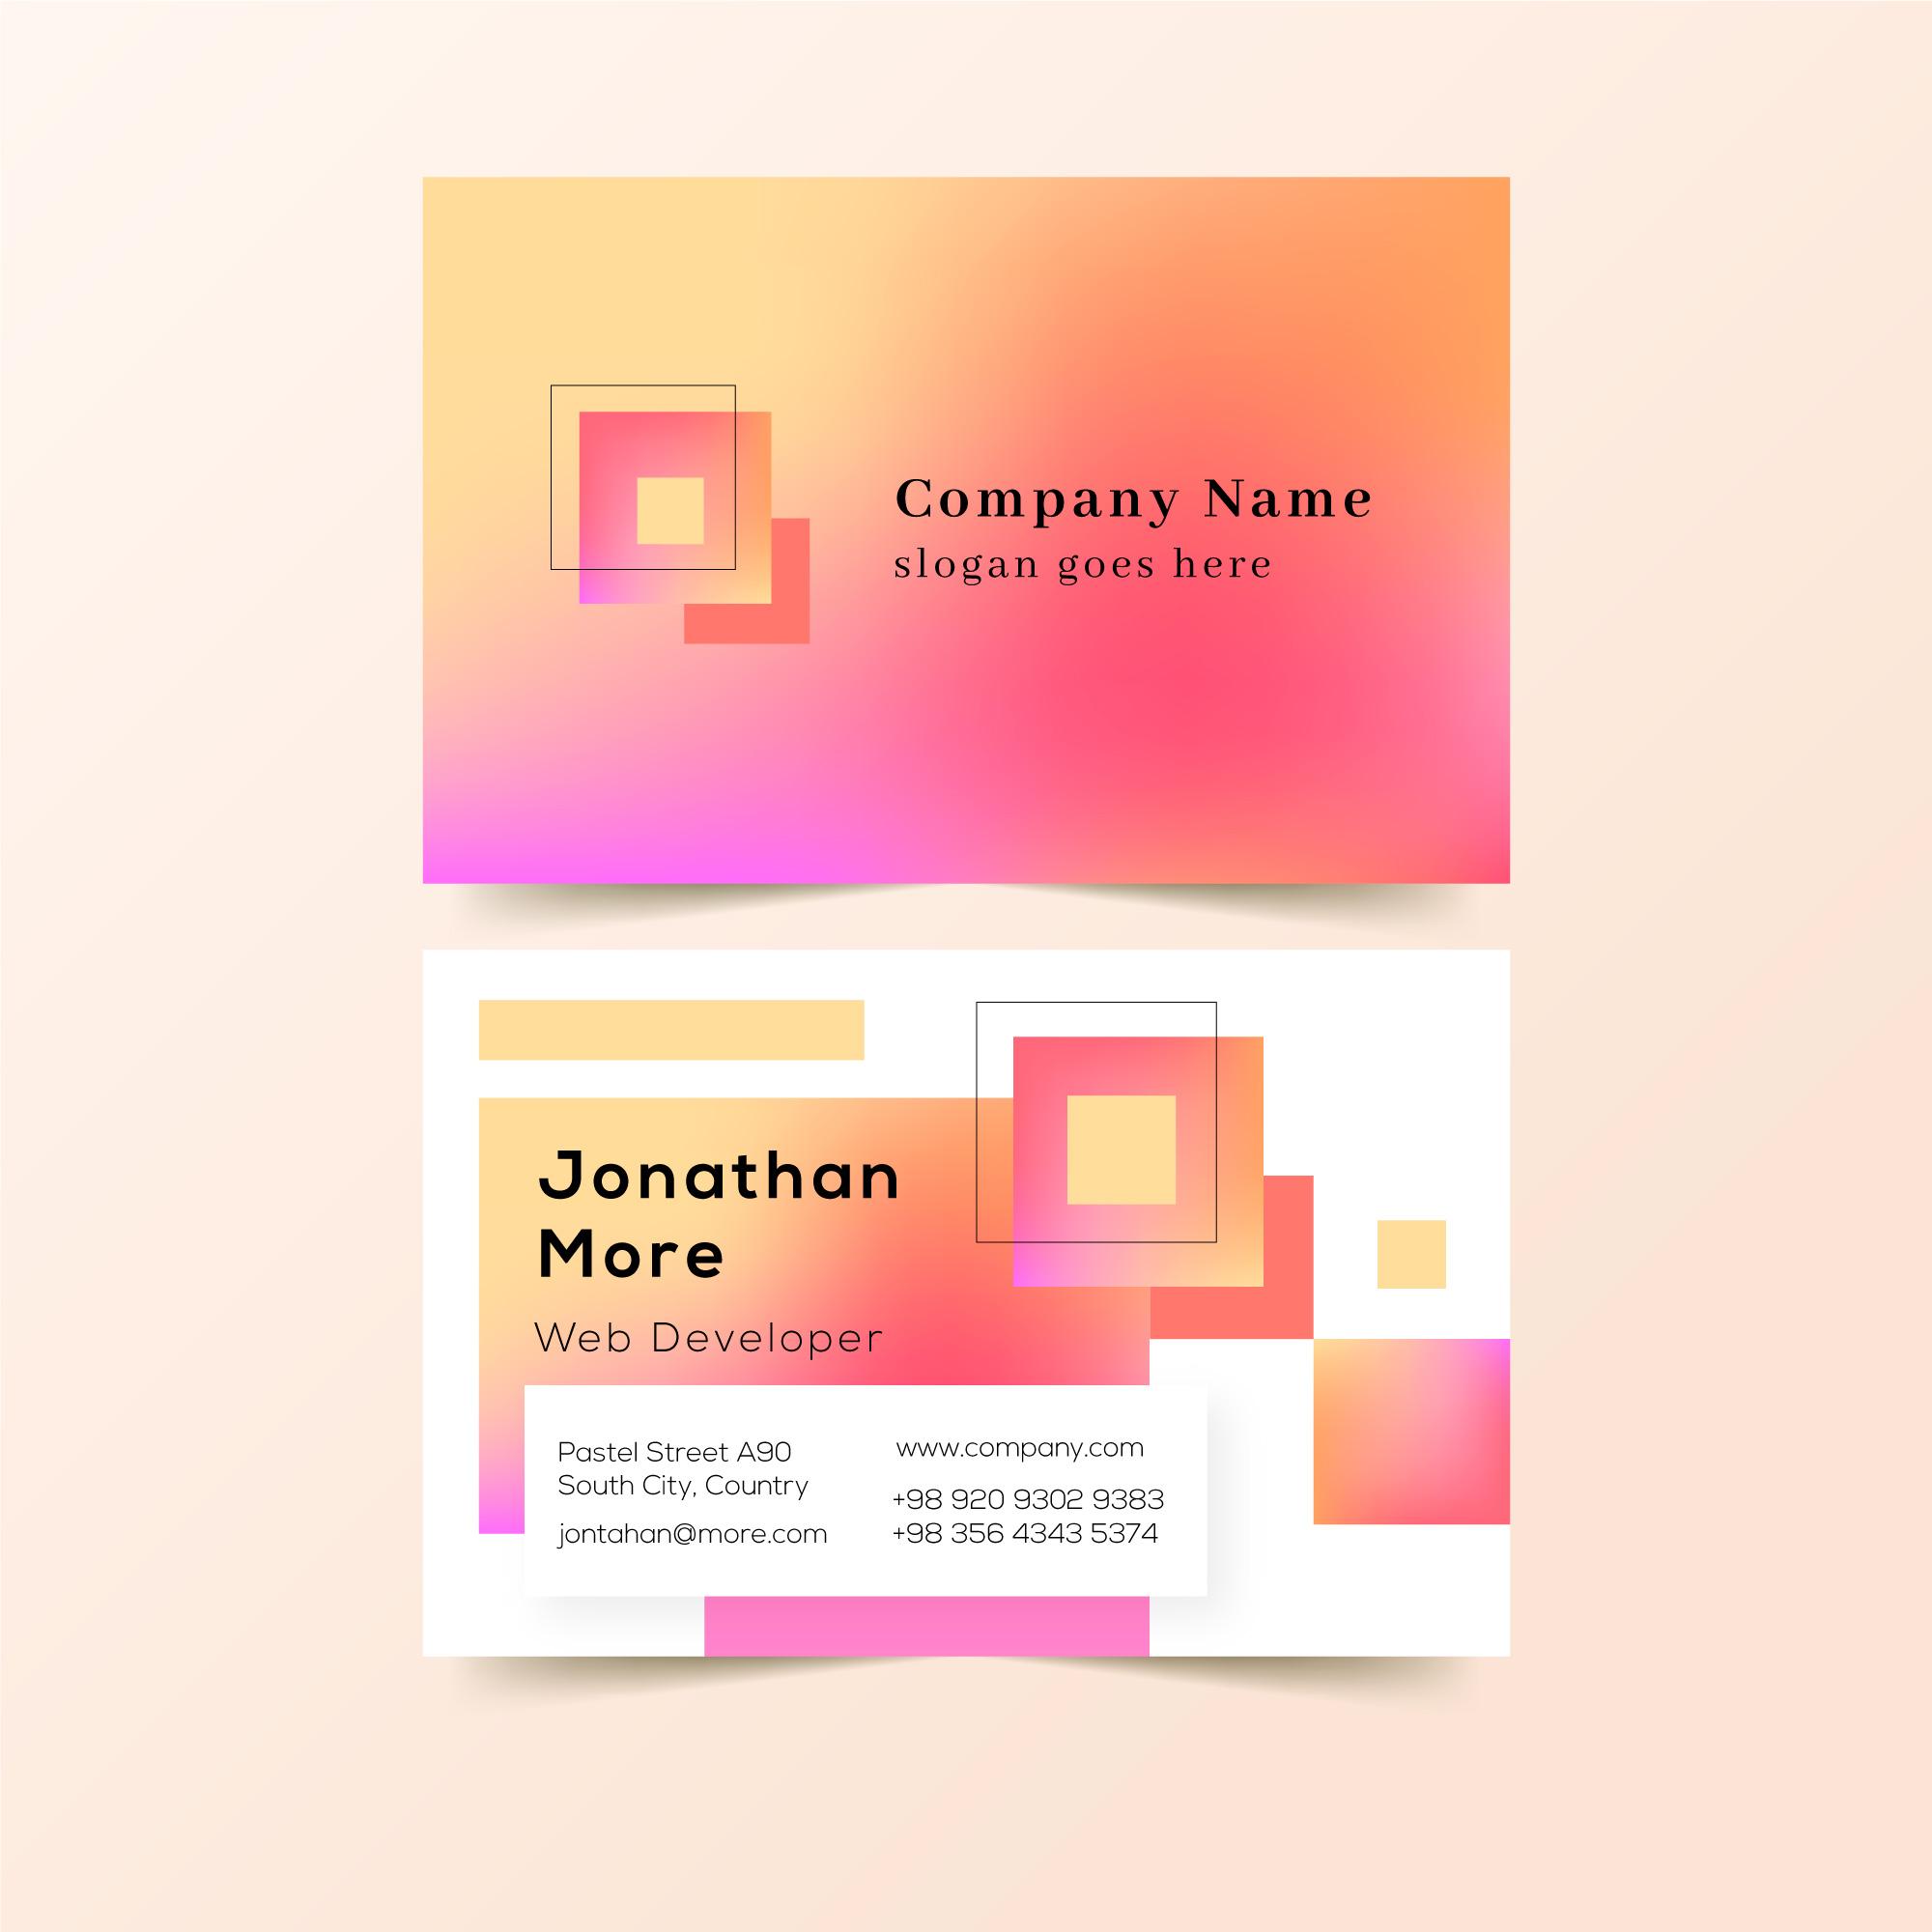 Company Name
slogan goes here
Jonathan
More
Web Developer
Pastel Street A90
South City, Country
jontahan@more.com
www.company.com
+98 920 9302 9383
+98 356 4343 5374